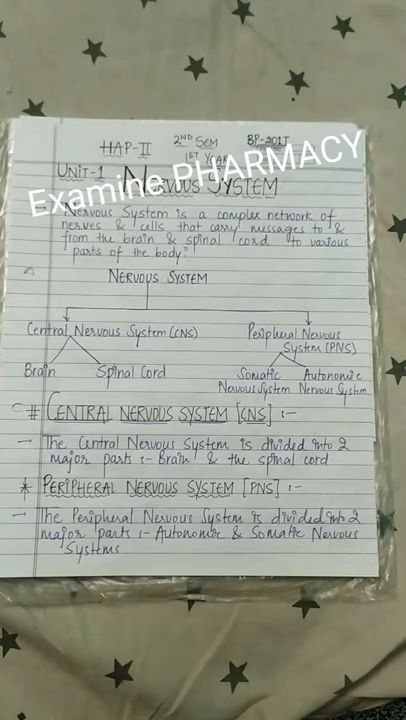 HAP-II 2ND SEM BP-201T
1ST YEAR
Examine PHARMACY
UNIT-1 NERVOUS SYSTEM
"Nervous System is a complex network of
nerves & cells that carry messages to &
from the brain & spinal cord to various
parts of the body."
NERVOUS SYSTEM
Central Nervous System (CNS) Peripheral Nervous
System (PNS)
Brain Spinal Cord Somatic Autonomic
Nervous System Nervous System
# CENTRAL NERVOUS SYSTEM [CNS] :-
→ The Central Nervous System is divided into 2
major parts :- Brain & the spinal cord.
* PERIPHERAL NERVOUS SYSTEM [PNS] :-
→ The Peripheral Nervous System is divided into 2
major parts :- Autonomic & Somatic Nervous
Systems